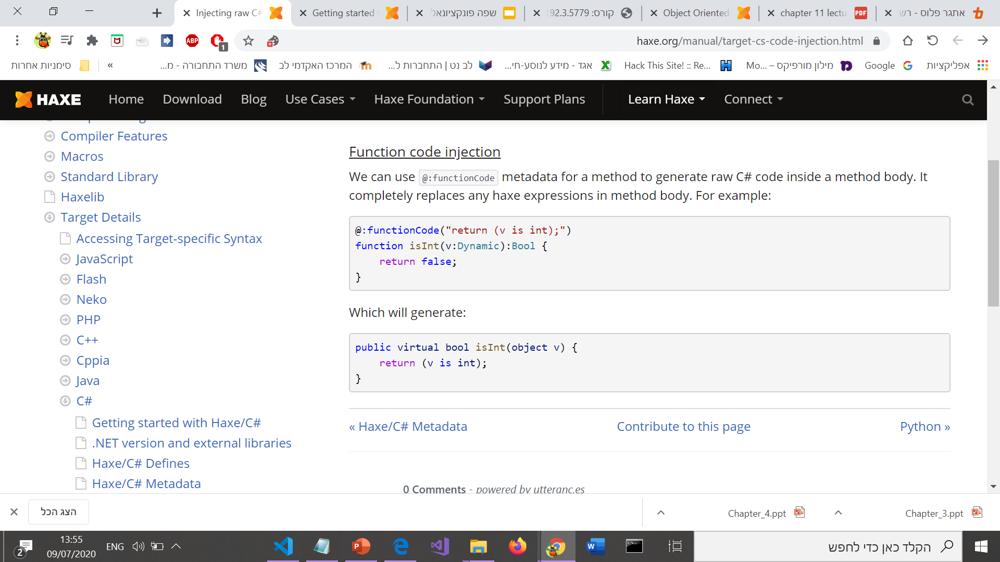 Injecting raw C#
Getting started
שפה פונקציונאל
קורס: 192.3.5779
Object Oriented
chapter 11 lectu
PDF
אתגר פלוס - רש
ABP
1
haxe.org/manual/target-cs-code-injection.html
אפליקציות
Google
מילון מורפיקס – Mo...
Hack This Site! :: Re...
אגד - מידע לנוסע-חי...
לב נט | התחברות ל...
המרכז האקדמי לב
משרד התחבורה - מ...
»
סימניות אחרות
HAXE
Home
Download
Blog
Use Cases
Haxe Foundation
Support Plans
Learn Haxe
Connect
Compiler Features
Macros
Standard Library
Haxelib
Target Details
Accessing Target-specific Syntax
JavaScript
Flash
Neko
PHP
C++
Cppia
Java
C#
Getting started with Haxe/C#
.NET version and external libraries
Haxe/C# Defines
Haxe/C# Metadata
Function code injection
We can use @:functionCode metadata for a method to generate raw C# code inside a method body. It
completely replaces any haxe expressions in method body. For example:
@:functionCode("return (v is int);")
function isInt(v:Dynamic):Bool {
return false;
}
Which will generate:
public virtual bool isInt(object v) {
return (v is int);
}
« Haxe/C# Metadata
Contribute to this page
Python »
0 Comments - powered by utteranc.es
הצג הכל
Chapter_4.ppt
Chapter_3.ppt
2
13:55
09/07/2020
ENG
הקלד כאן כדי לחפש